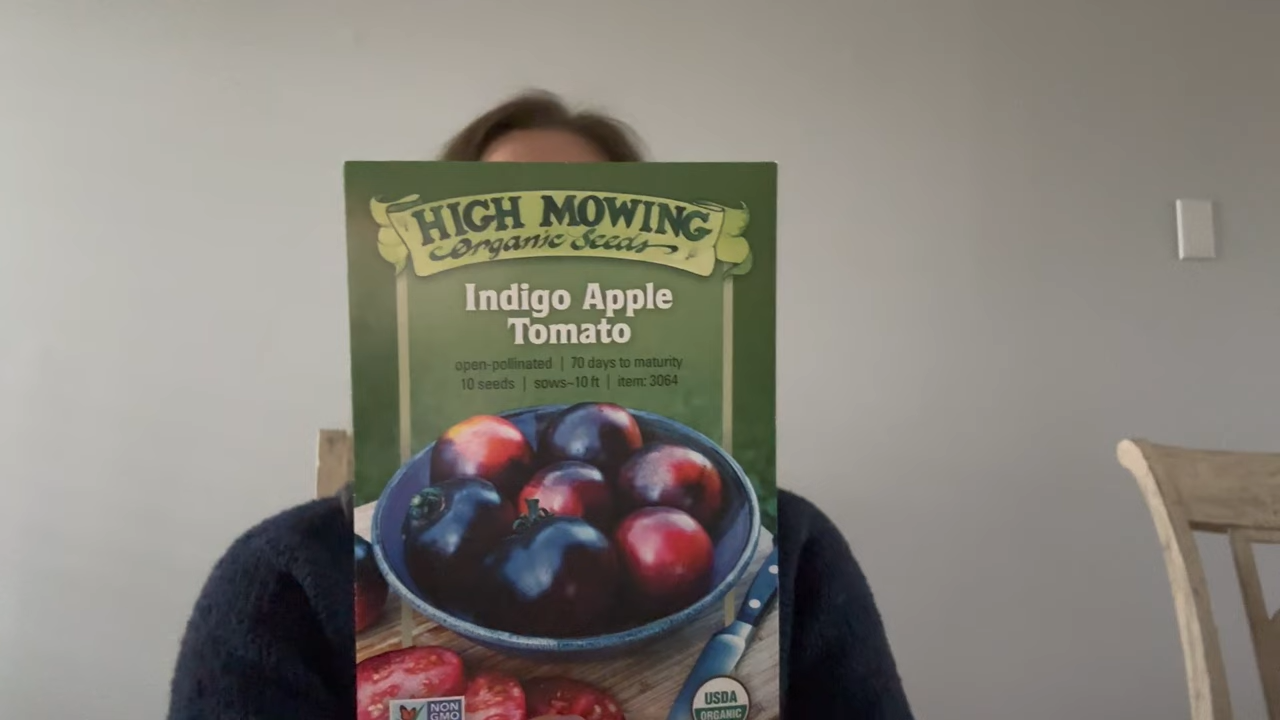 HIGH MOWING
Organic Seeds
Indigo Apple
Tomato
open-pollinated | 70 days to maturity
10 seeds | sows~10 ft | item: 3064
NON
GMO
USDA
ORGANIC